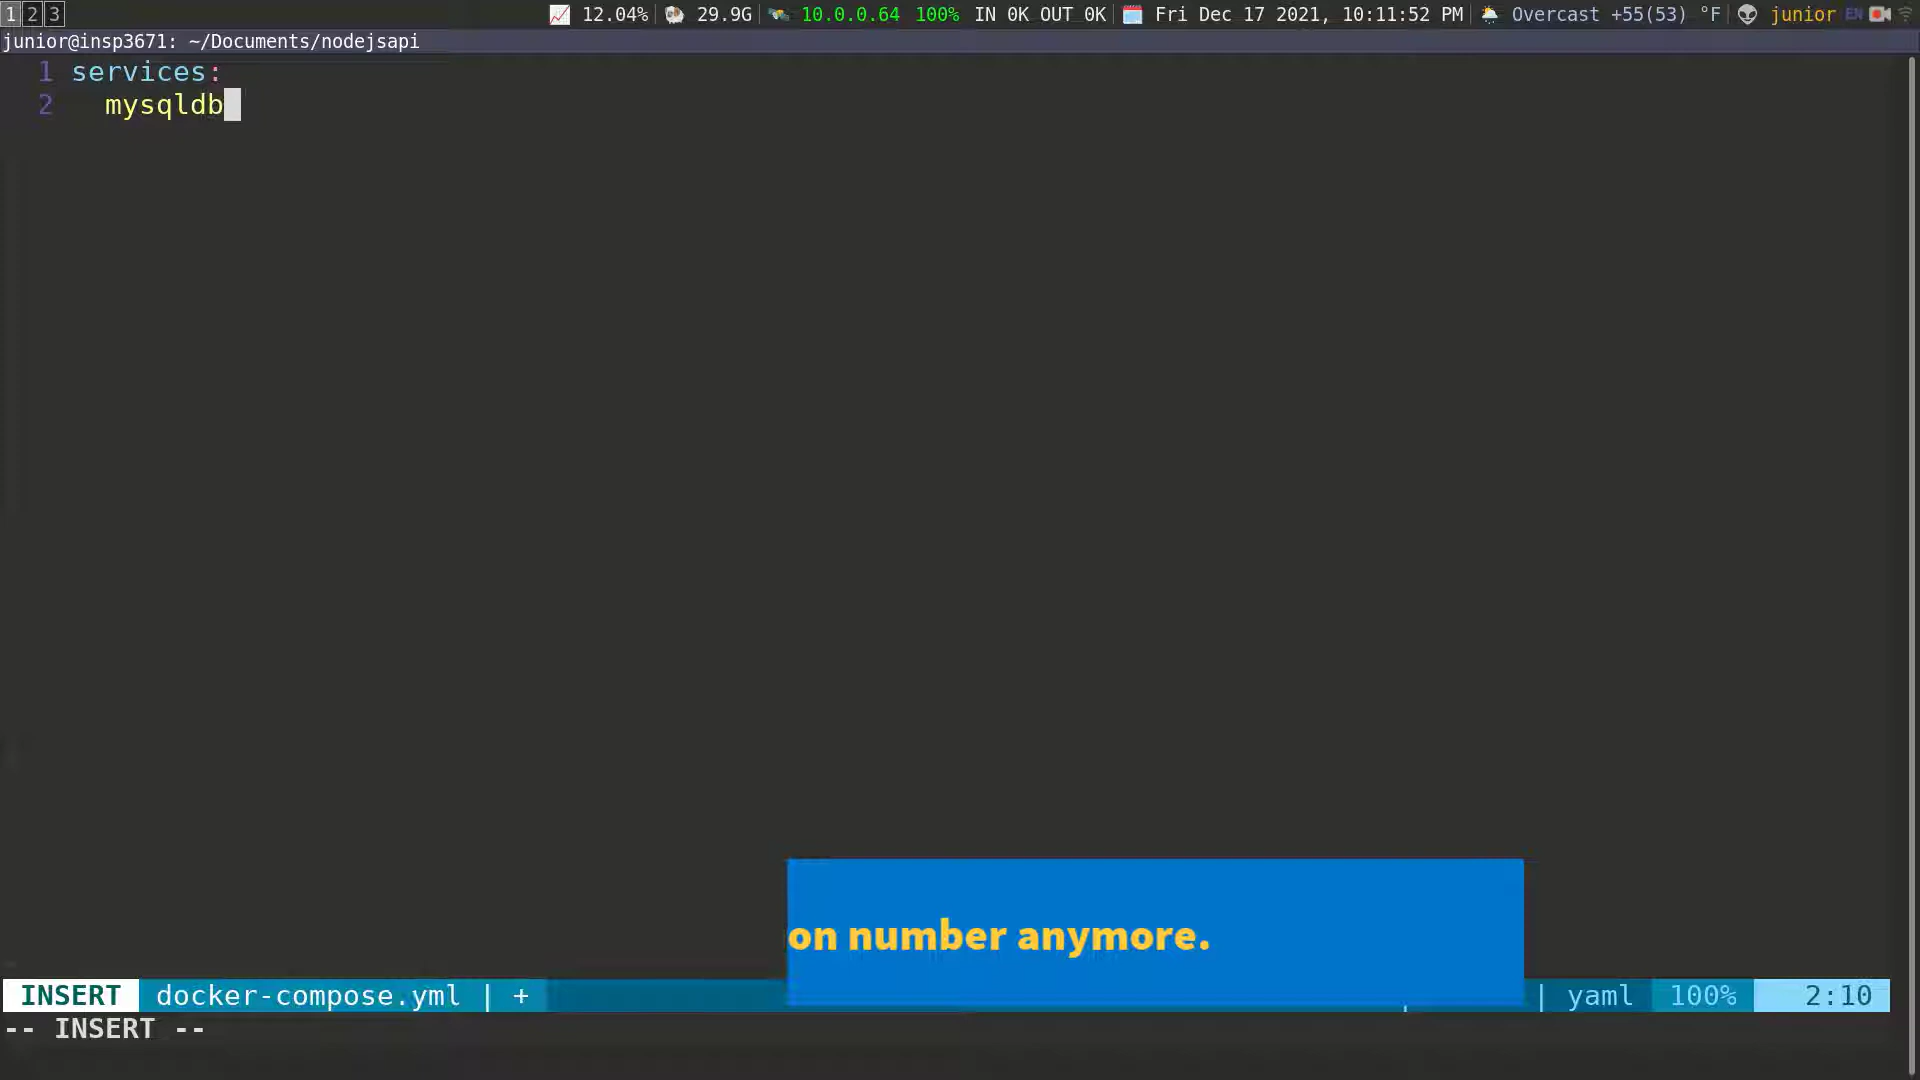 1 2 3 12.04% | 29.9G | 10.0.0.64 100% IN 0K OUT 0K | Fri Dec 17 2021, 10:11:52 PM | Overcast +55(53) °F | junior EN
junior@insp3671: ~/Documents/nodejsapi
1 services:
2 mysqldb
on number anymore.
INSERT docker-compose.yml | + | yaml 100% 2:10
-- INSERT --